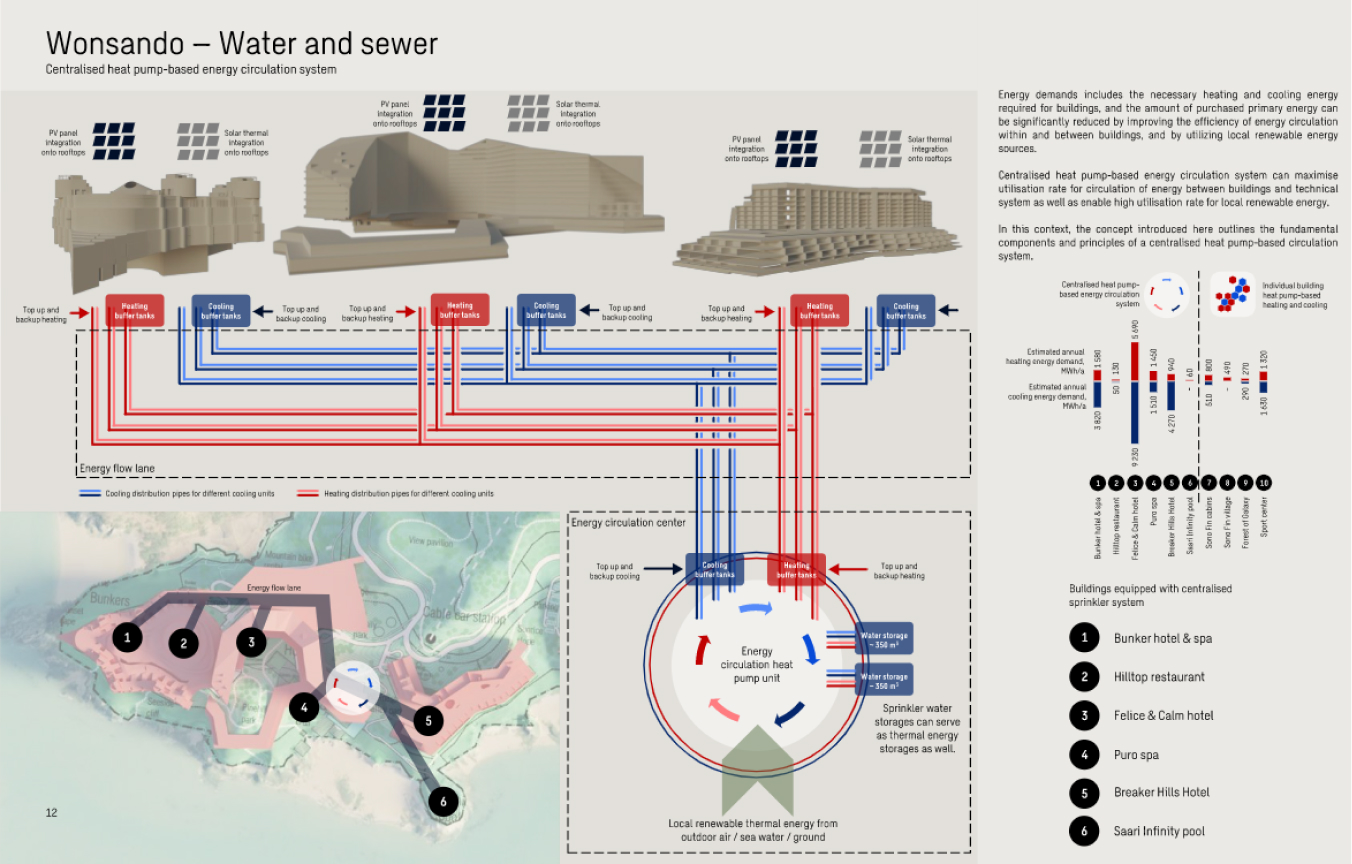 Wonsando – Water and sewer
Centralised heat pump-based energy circulation system
PV panel
integration
onto rooftops
Solar thermal
integration
onto rooftops
PV panel
integration
onto rooftops
Solar thermal
integration
onto rooftops
PV panel
integration
onto rooftops
Solar thermal
integration
onto rooftops
Top up and
backup heating
Heating
buffer tanks
Cooling
buffer tanks
Top up and
backup cooling
Top up and
backup heating
Heating
buffer tanks
Cooling
buffer tanks
Top up and
backup cooling
Top up and
backup heating
Heating
buffer tanks
Cooling
buffer tanks
Energy flow lane
Cooling distribution pipes for different cooling units
Heating distribution pipes for different cooling units
Bunkers
Mountain
View pavilion
Energy flow lane
park
1
2
3
4
5
6
12
Energy circulation center
Top up and
backup cooling
Cooling
buffer tanks
Heating
buffer tanks
Top up and
backup heating
Energy
circulation heat
pump unit
Water storage
~ 350 m³
Water storage
~ 350 m³
Sprinkler water
storages can serve
as thermal energy
storages as well.
Local renewable thermal energy from
outdoor air / sea water / ground
Energy demands includes the necessary heating and cooling energy
required for buildings, and the amount of purchased primary energy can
be significantly reduced by improving the efficiency of energy circulation
within and between buildings, and by utilizing local renewable energy
sources.
Centralised heat pump-based energy circulation system can maximise
utilisation rate for circulation of energy between buildings and technical
system as well as enable high utilisation rate for local renewable energy.
In this context, the concept introduced here outlines the fundamental
components and principles of a centralised heat pump-based circulation
system.
Centralised heat pump-
based energy circulation
system
Individual building
heat pump-based
heating and cooling
Estimated annual
heating energy demand,
MWh/a
1 580
130
5 690
1 460
940
60
800
490
270
1 320
Estimated annual
cooling energy demand,
MWh/a
3 820
50
9 230
1 510
4 270
-
510
-
290
1 630
1
2
3
4
5
6
7
8
9
10
Bunker hotel & spa
Hilltop restaurant
Felice & Calm hotel
Puro spa
Breaker Hills Hotel
Saari Infinity pool
Sono Fin cabins
Sono Fin village
Forest of Galaxy
Sport center
Buildings equipped with centralised
sprinkler system
1 Bunker hotel & spa
2 Hilltop restaurant
3 Felice & Calm hotel
4 Puro spa
5 Breaker Hills Hotel
6 Saari Infinity pool